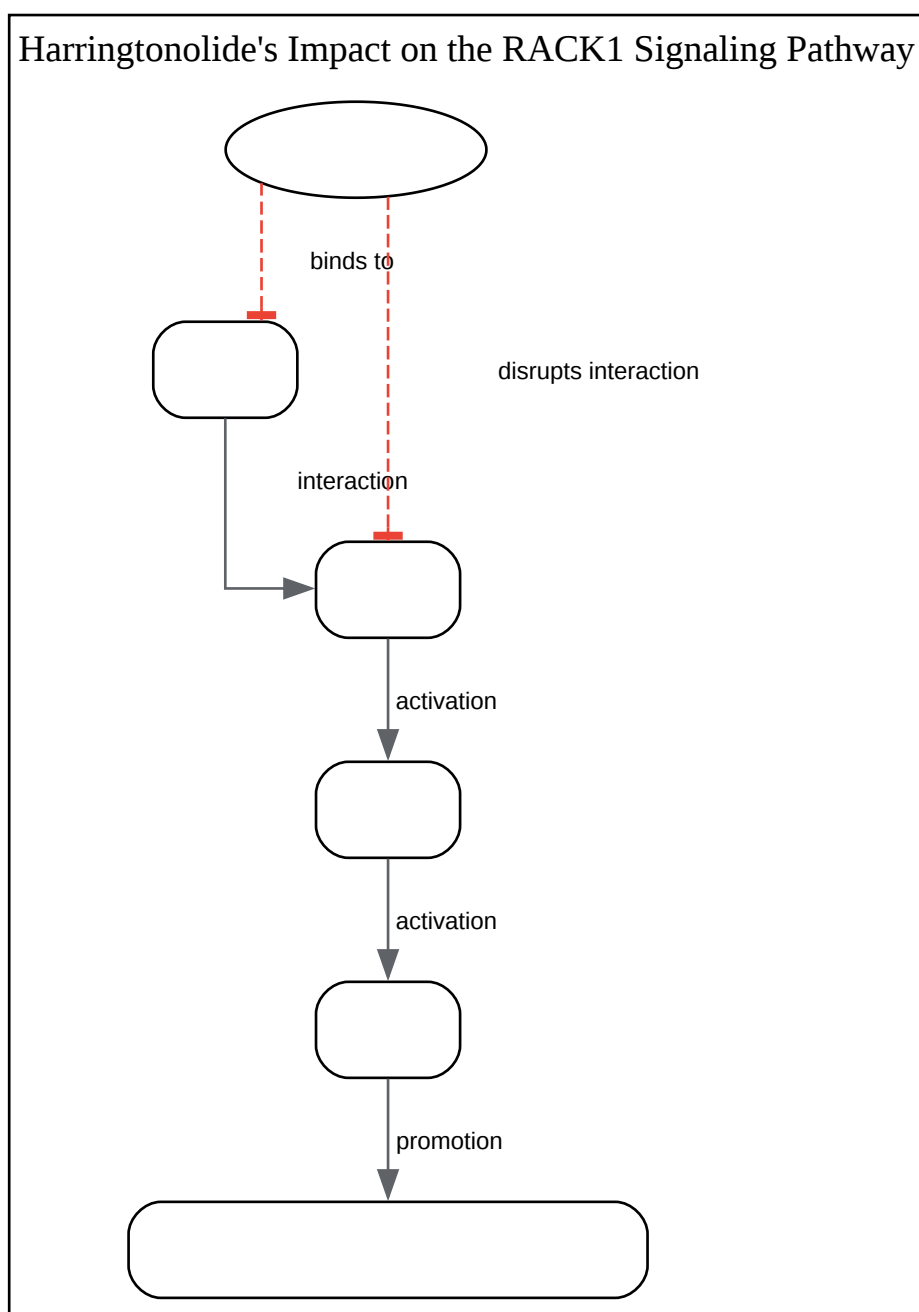 Harringtonolide's Impact on the RACK1 Signaling Pathway
binds to
disrupts interaction
interaction
activation
activation
promotion